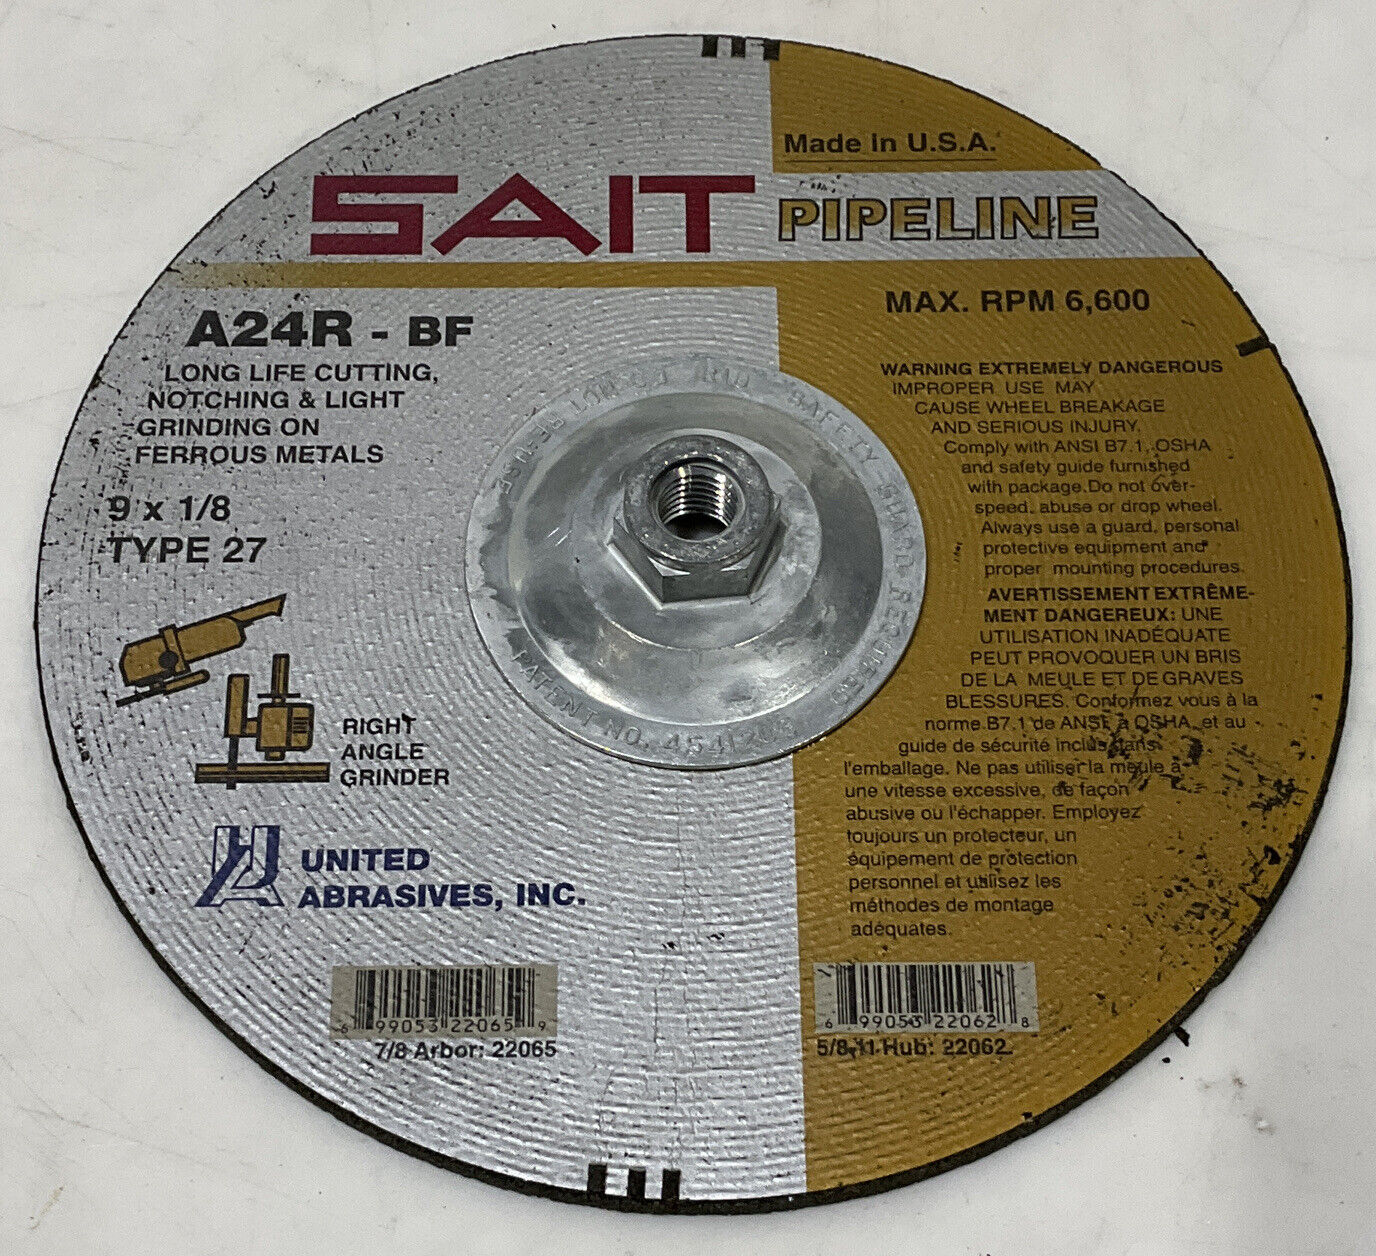 Made in U.S.A.
SAIT PIPELINE
A24R - BF
LONG LIFE CUTTING,
NOTCHING & LIGHT
GRINDING ON
FERROUS METALS
9 x 1/8
TYPE 27
RIGHT
ANGLE
GRINDER
UNITED
ABRASIVES, INC.
6 99053 22065 9
7/8 Arbor: 22065
MAX. RPM 6,600
WARNING EXTREMELY DANGEROUS
IMPROPER USE MAY
CAUSE WHEEL BREAKAGE
AND SERIOUS INJURY.
Comply with ANSI B7.1, OSHA
and safety guide furnished
with package.Do not over-
speed, abuse or drop wheel.
Always use a guard, personal
protective equipment and
proper mounting procedures.
AVERTISSEMENT EXTRÊME-
MENT DANGEREUX: UNE
UTILISATION INADÉQUATE
PEUT PROVOQUER UN BRIS
DE LA MEULE ET DE GRAVES
BLESSURES. Conformez vous à la
norme B7.1 de ANSI, à OSHA, et au
guide de sécurité inclus dans
l'emballage. Ne pas utiliser la meule à
une vitesse excessive, de façon
abusive ou l'échapper. Employez
toujours un protecteur, un
équipement de protection
personnel et utilisez les
méthodes de montage
adéquates.
6 99053 22062 8
5/8-11 Hub: 22062
SAFETY GUARD REQUIRED
PATENT NO.